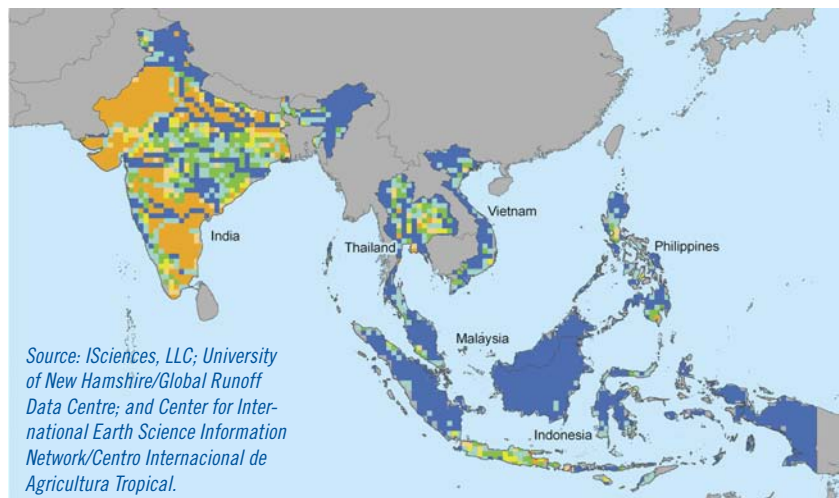 India
Thailand
Vietnam
Philippines
Malaysia
Indonesia
Source: ISciences, LLC; University
of New Hamshire/Global Runoff
Data Centre; and Center for Inter-
national Earth Science Information
Network/Centro Internacional de
Agricultura Tropical.